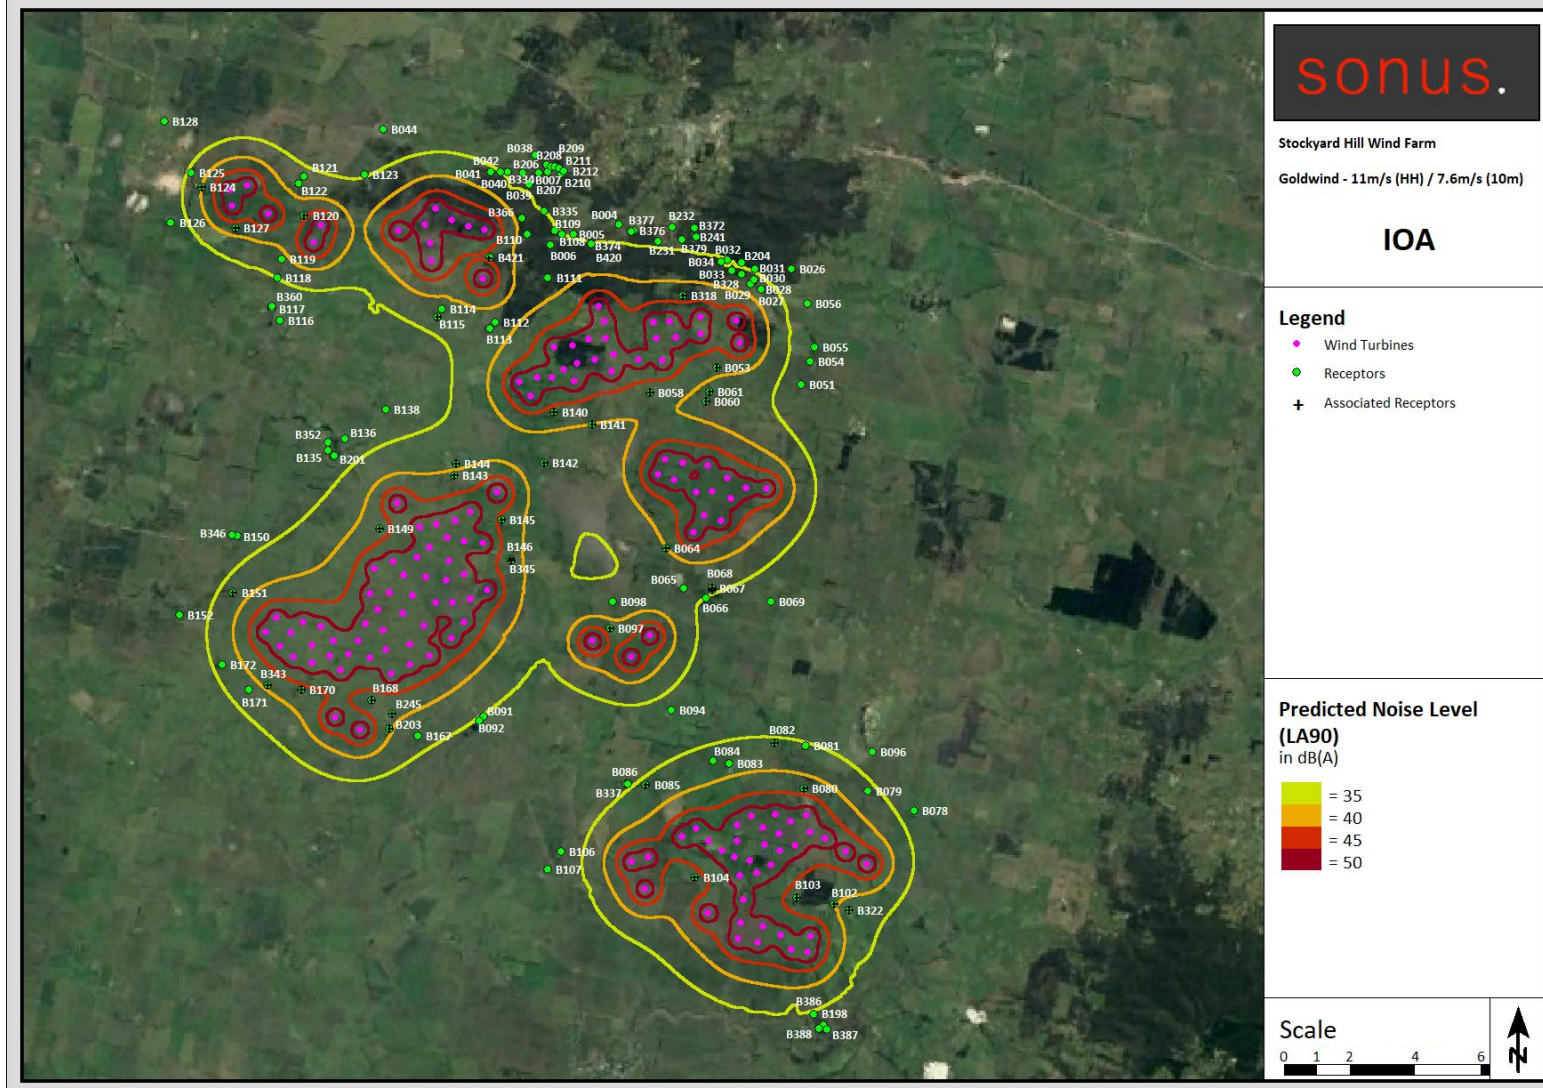 sonus.
Stockyard Hill Wind Farm
Goldwind - 11m/s (HH) / 7.6m/s (10m)
IOA
Legend
Wind Turbines
Receptors
Associated Receptors
Predicted Noise Level
(LA90)
in dB(A)
= 35
= 40
= 45
= 50
Scale
0 1 2 4 6
N
B128
B044
B038
B209
B208
B211
B042
B206
B212
B125
B121
B123
B041
B334
B007
B210
B124
B122
B040
B207
B039
B126
B120
B127
B366
B335
B004
B377
B232
B372
B109
B110
B005
B376
B241
B108
B374
B231
B379
B006
B420
B032
B204
B119
B421
B034
B031
B026
B118
B111
B033
B030
B328
B028
B318
B029
B027
B360
B117
B114
B056
B116
B115
B112
B113
B055
B054
B053
B051
B058
B061
B060
B138
B140
B141
B352
B136
B135
B201
B144
B142
B143
B149
B145
B346
B150
B146
B345
B064
B065
B068
B067
B151
B098
B066
B069
B152
B097
B172
B343
B170
B168
B171
B245
B091
B094
B203
B092
B167
B082
B081
B096
B084
B083
B086
B085
B337
B080
B079
B078
B106
B107
B104
B103
B102
B322
B386
B198
B388
B387